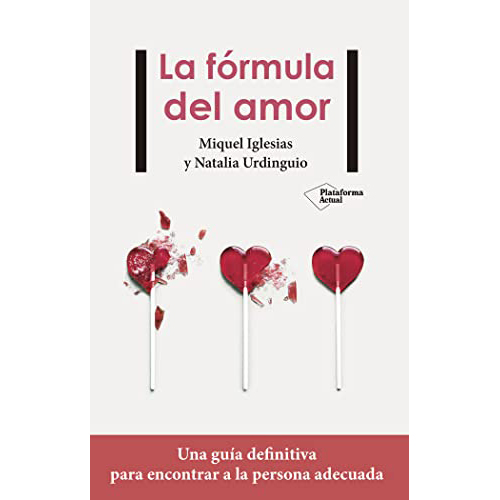 La fórmula
del amor
Miquel Iglesias
y Natalia Urdinguio
Plataforma
Actual
Una guía definitiva
para encontrar a la persona adecuada